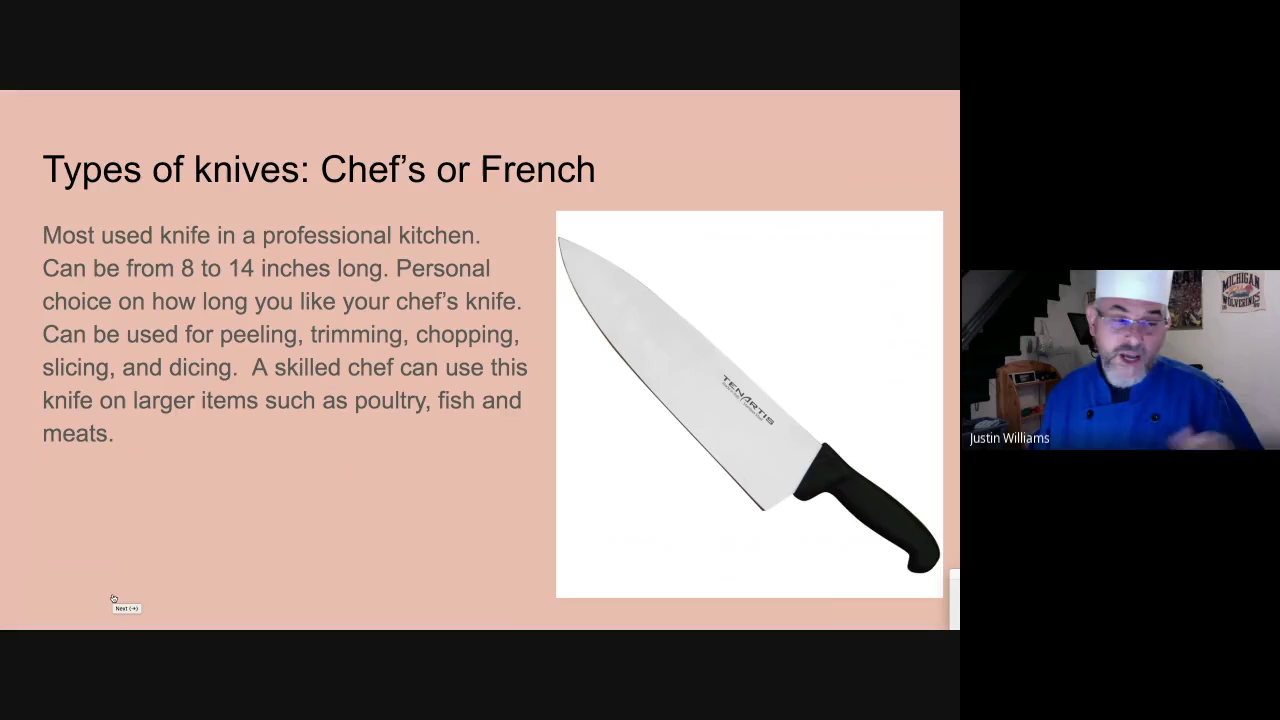 Types of knives: Chef’s or French
Most used knife in a professional kitchen.
Can be from 8 to 14 inches long. Personal
choice on how long you like your chef’s knife.
Can be used for peeling, trimming, chopping,
slicing, and dicing.  A skilled chef can use this
knife on larger items such as poultry, fish and
meats.
TENARTIS
Next (→)
MICHIGAN
WOLVERINES
Justin Williams